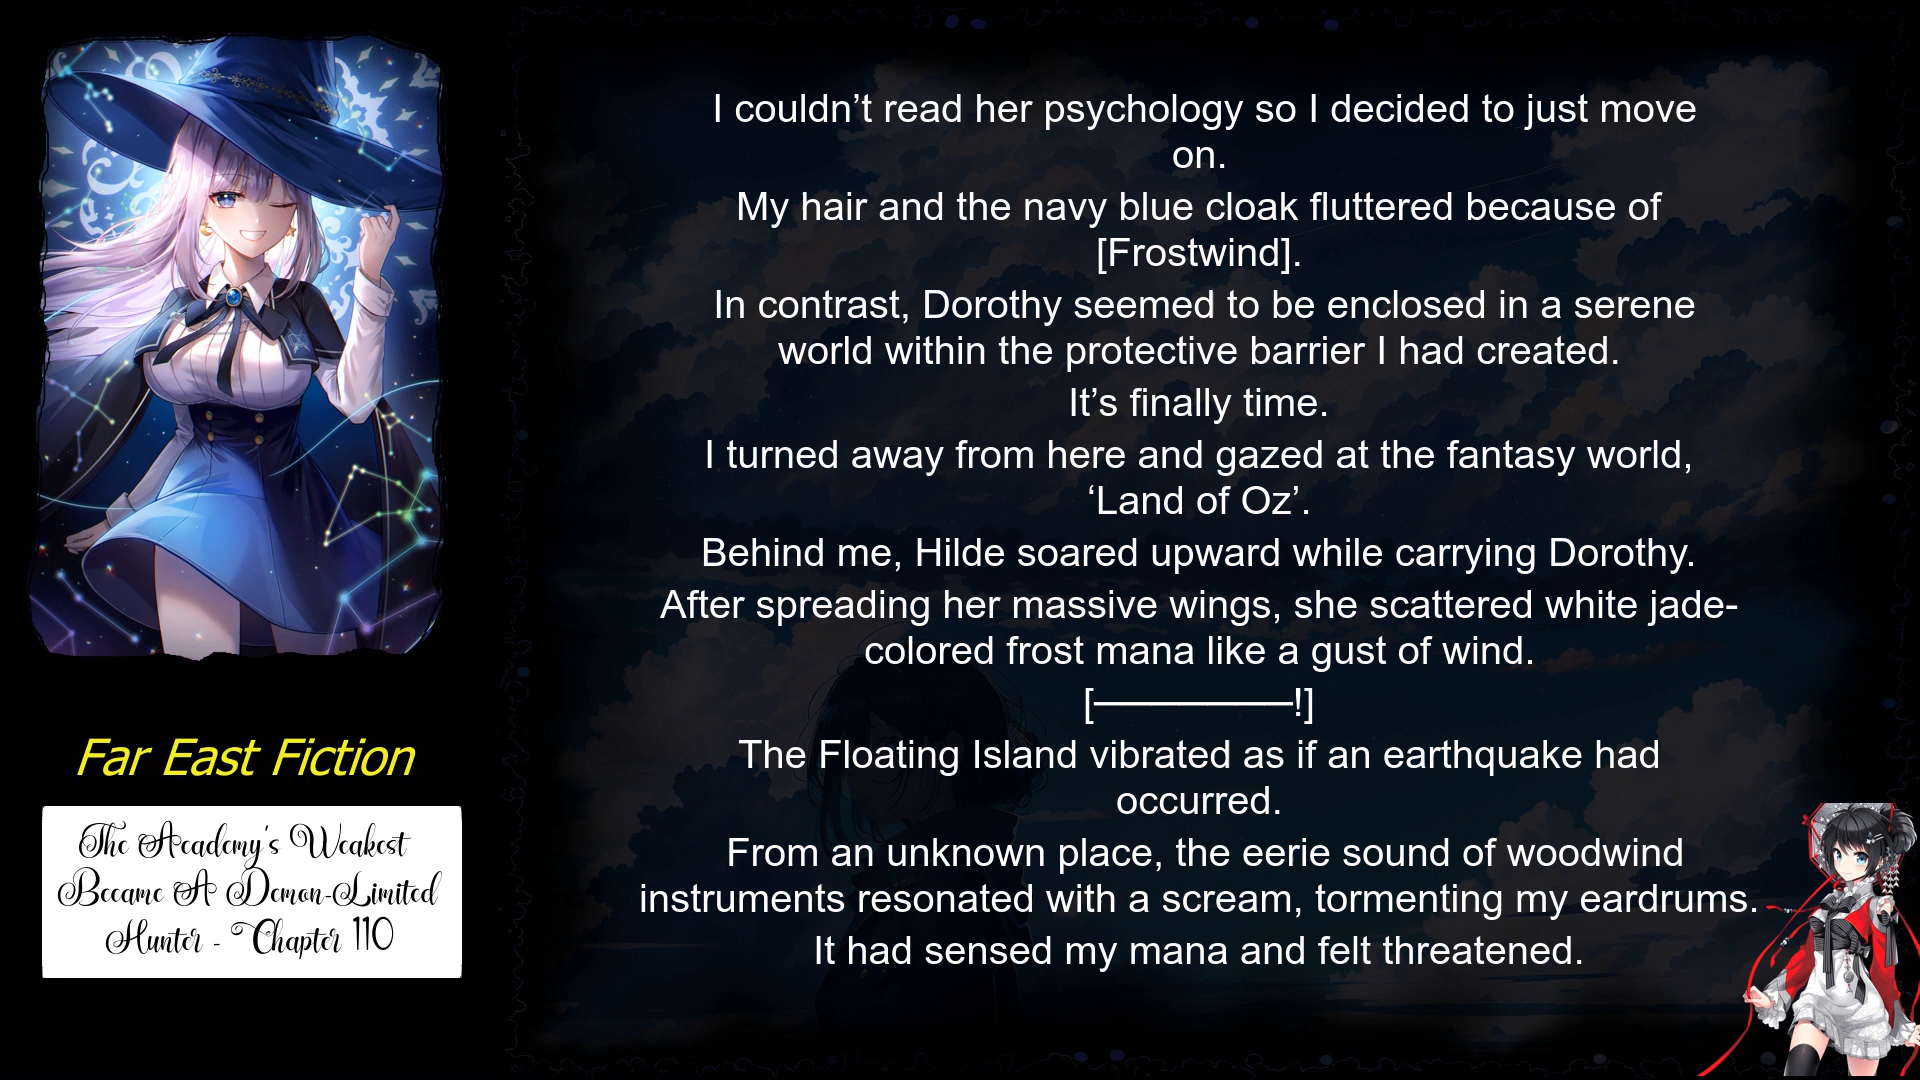 I couldn’t read her psychology so I decided to just move
on.
My hair and the navy blue cloak fluttered because of
[Frostwind].
In contrast, Dorothy seemed to be enclosed in a serene
world within the protective barrier I had created.
It’s finally time.
I turned away from here and gazed at the fantasy world,
‘Land of Oz’.
Behind me, Hilde soared upward while carrying Dorothy.
After spreading her massive wings, she scattered white jade-
colored frost mana like a gust of wind.
[—————!]
The Floating Island vibrated as if an earthquake had
occurred.
From an unknown place, the eerie sound of woodwind
instruments resonated with a scream, tormenting my eardrums.
It had sensed my mana and felt threatened.
Far East Fiction
The Academy's Weakest
Became A Demon-Limited
Hunter - Chapter 110